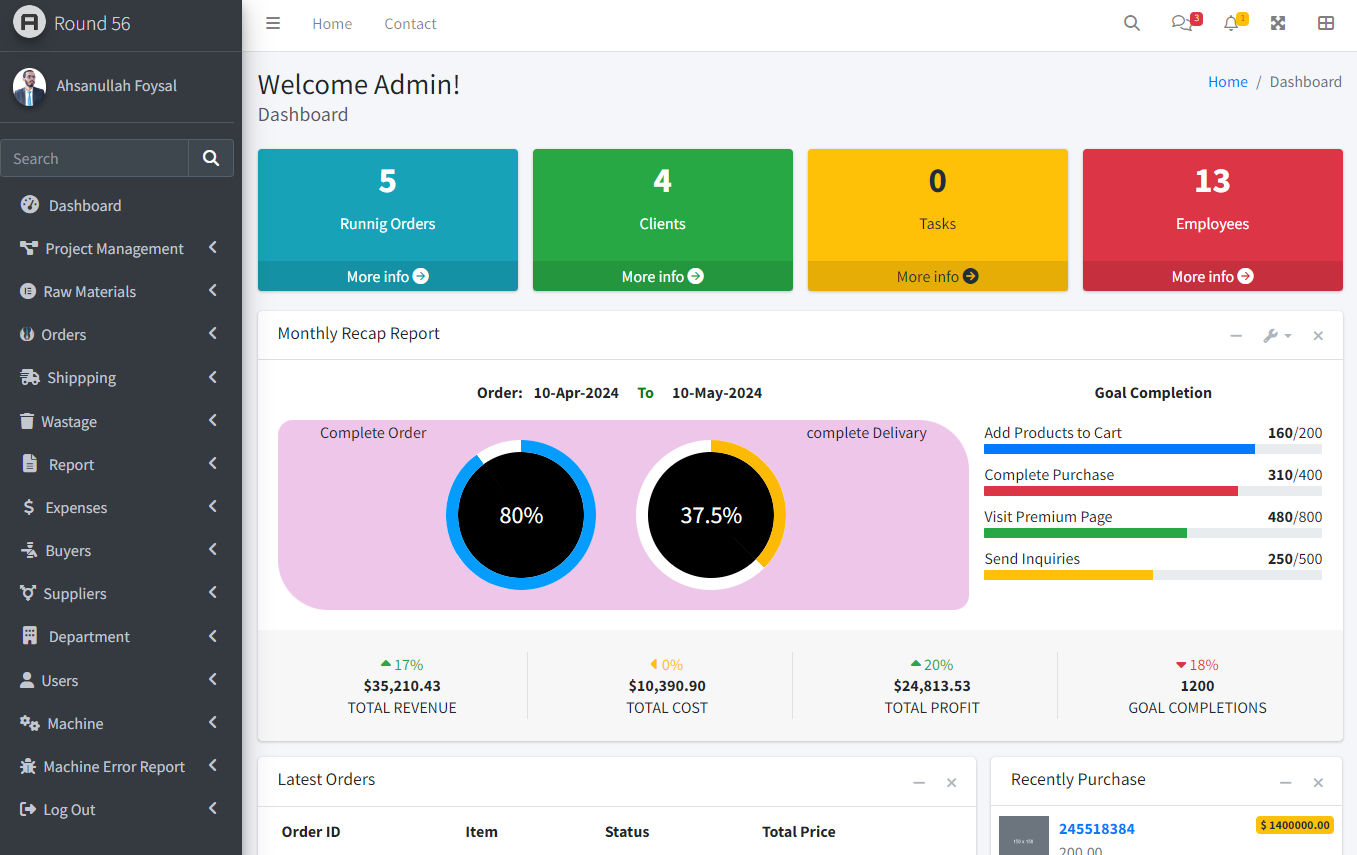 Round 56
Home
Contact
3
1
Ahsanullah Foysal
Search
Dashboard
Project Management
Raw Materials
Orders
Shippping
Wastage
Report
Expenses
Buyers
Suppliers
Department
Users
Machine
Machine Error Report
Log Out
Welcome Admin!
Home / Dashboard
Dashboard
5
Runnig Orders
More info
4
Clients
More info
0
Tasks
More info
13
Employees
More info
Monthly Recap Report
Order: 10-Apr-2024 To 10-May-2024
Complete Order
complete Delivary
80%
37.5%
Goal Completion
Add Products to Cart 160/200
Complete Purchase 310/400
Visit Premium Page 480/800
Send Inquiries 250/500
17%
$35,210.43
TOTAL REVENUE
0%
$10,390.90
TOTAL COST
20%
$24,813.53
TOTAL PROFIT
18%
1200
GOAL COMPLETIONS
Latest Orders
Order ID Item Status Total Price
Recently Purchase
150 x 150
245518384 $ 1400000.00
200.00